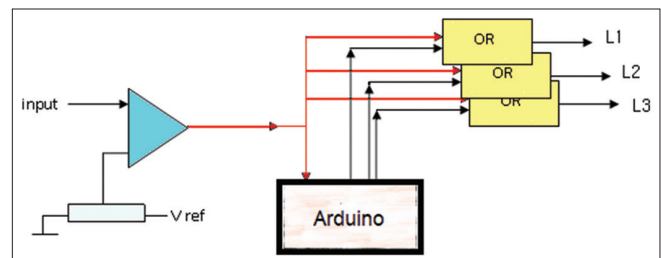 OR
L1
OR
L2
OR
L3
input
V ref
Arduino